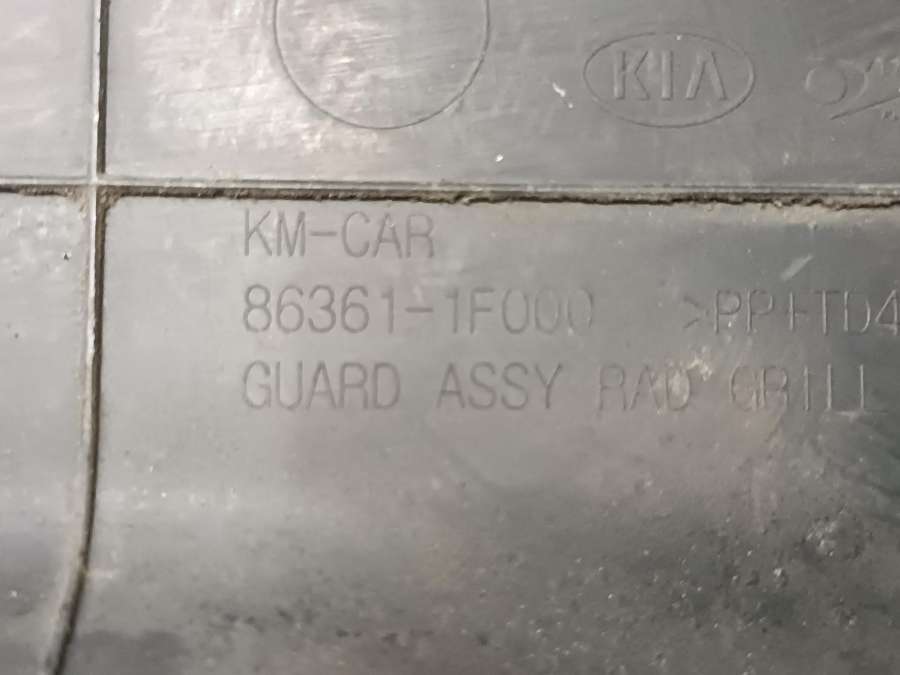 KIA
KM-CAR
86361-1F000 >PP+TD4
GUARD ASSY RAD GRILL